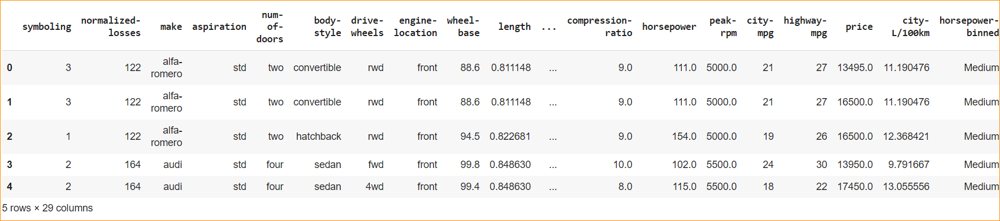 symboling normalized-losses make aspiration num-of-doors body-style drive-wheels engine-location wheel-base length ... compression-ratio horsepower peak-rpm city-mpg highway-mpg price city-L/100km horsepower-binned
0 3 122 alfa-romero std two convertible rwd front 88.6 0.811148 ... 9.0 111.0 5000.0 21 27 13495.0 11.190476 Medium
1 3 122 alfa-romero std two convertible rwd front 88.6 0.811148 ... 9.0 111.0 5000.0 21 27 16500.0 11.190476 Medium
2 1 122 alfa-romero std two hatchback rwd front 94.5 0.822681 ... 9.0 154.0 5000.0 19 26 16500.0 12.368421 Medium
3 2 164 audi std four sedan fwd front 99.8 0.848630 ... 10.0 102.0 5500.0 24 30 13950.0 9.791667 Medium
4 2 164 audi std four sedan 4wd front 99.4 0.848630 ... 8.0 115.0 5500.0 18 22 17450.0 13.055556 Medium
5 rows × 29 columns